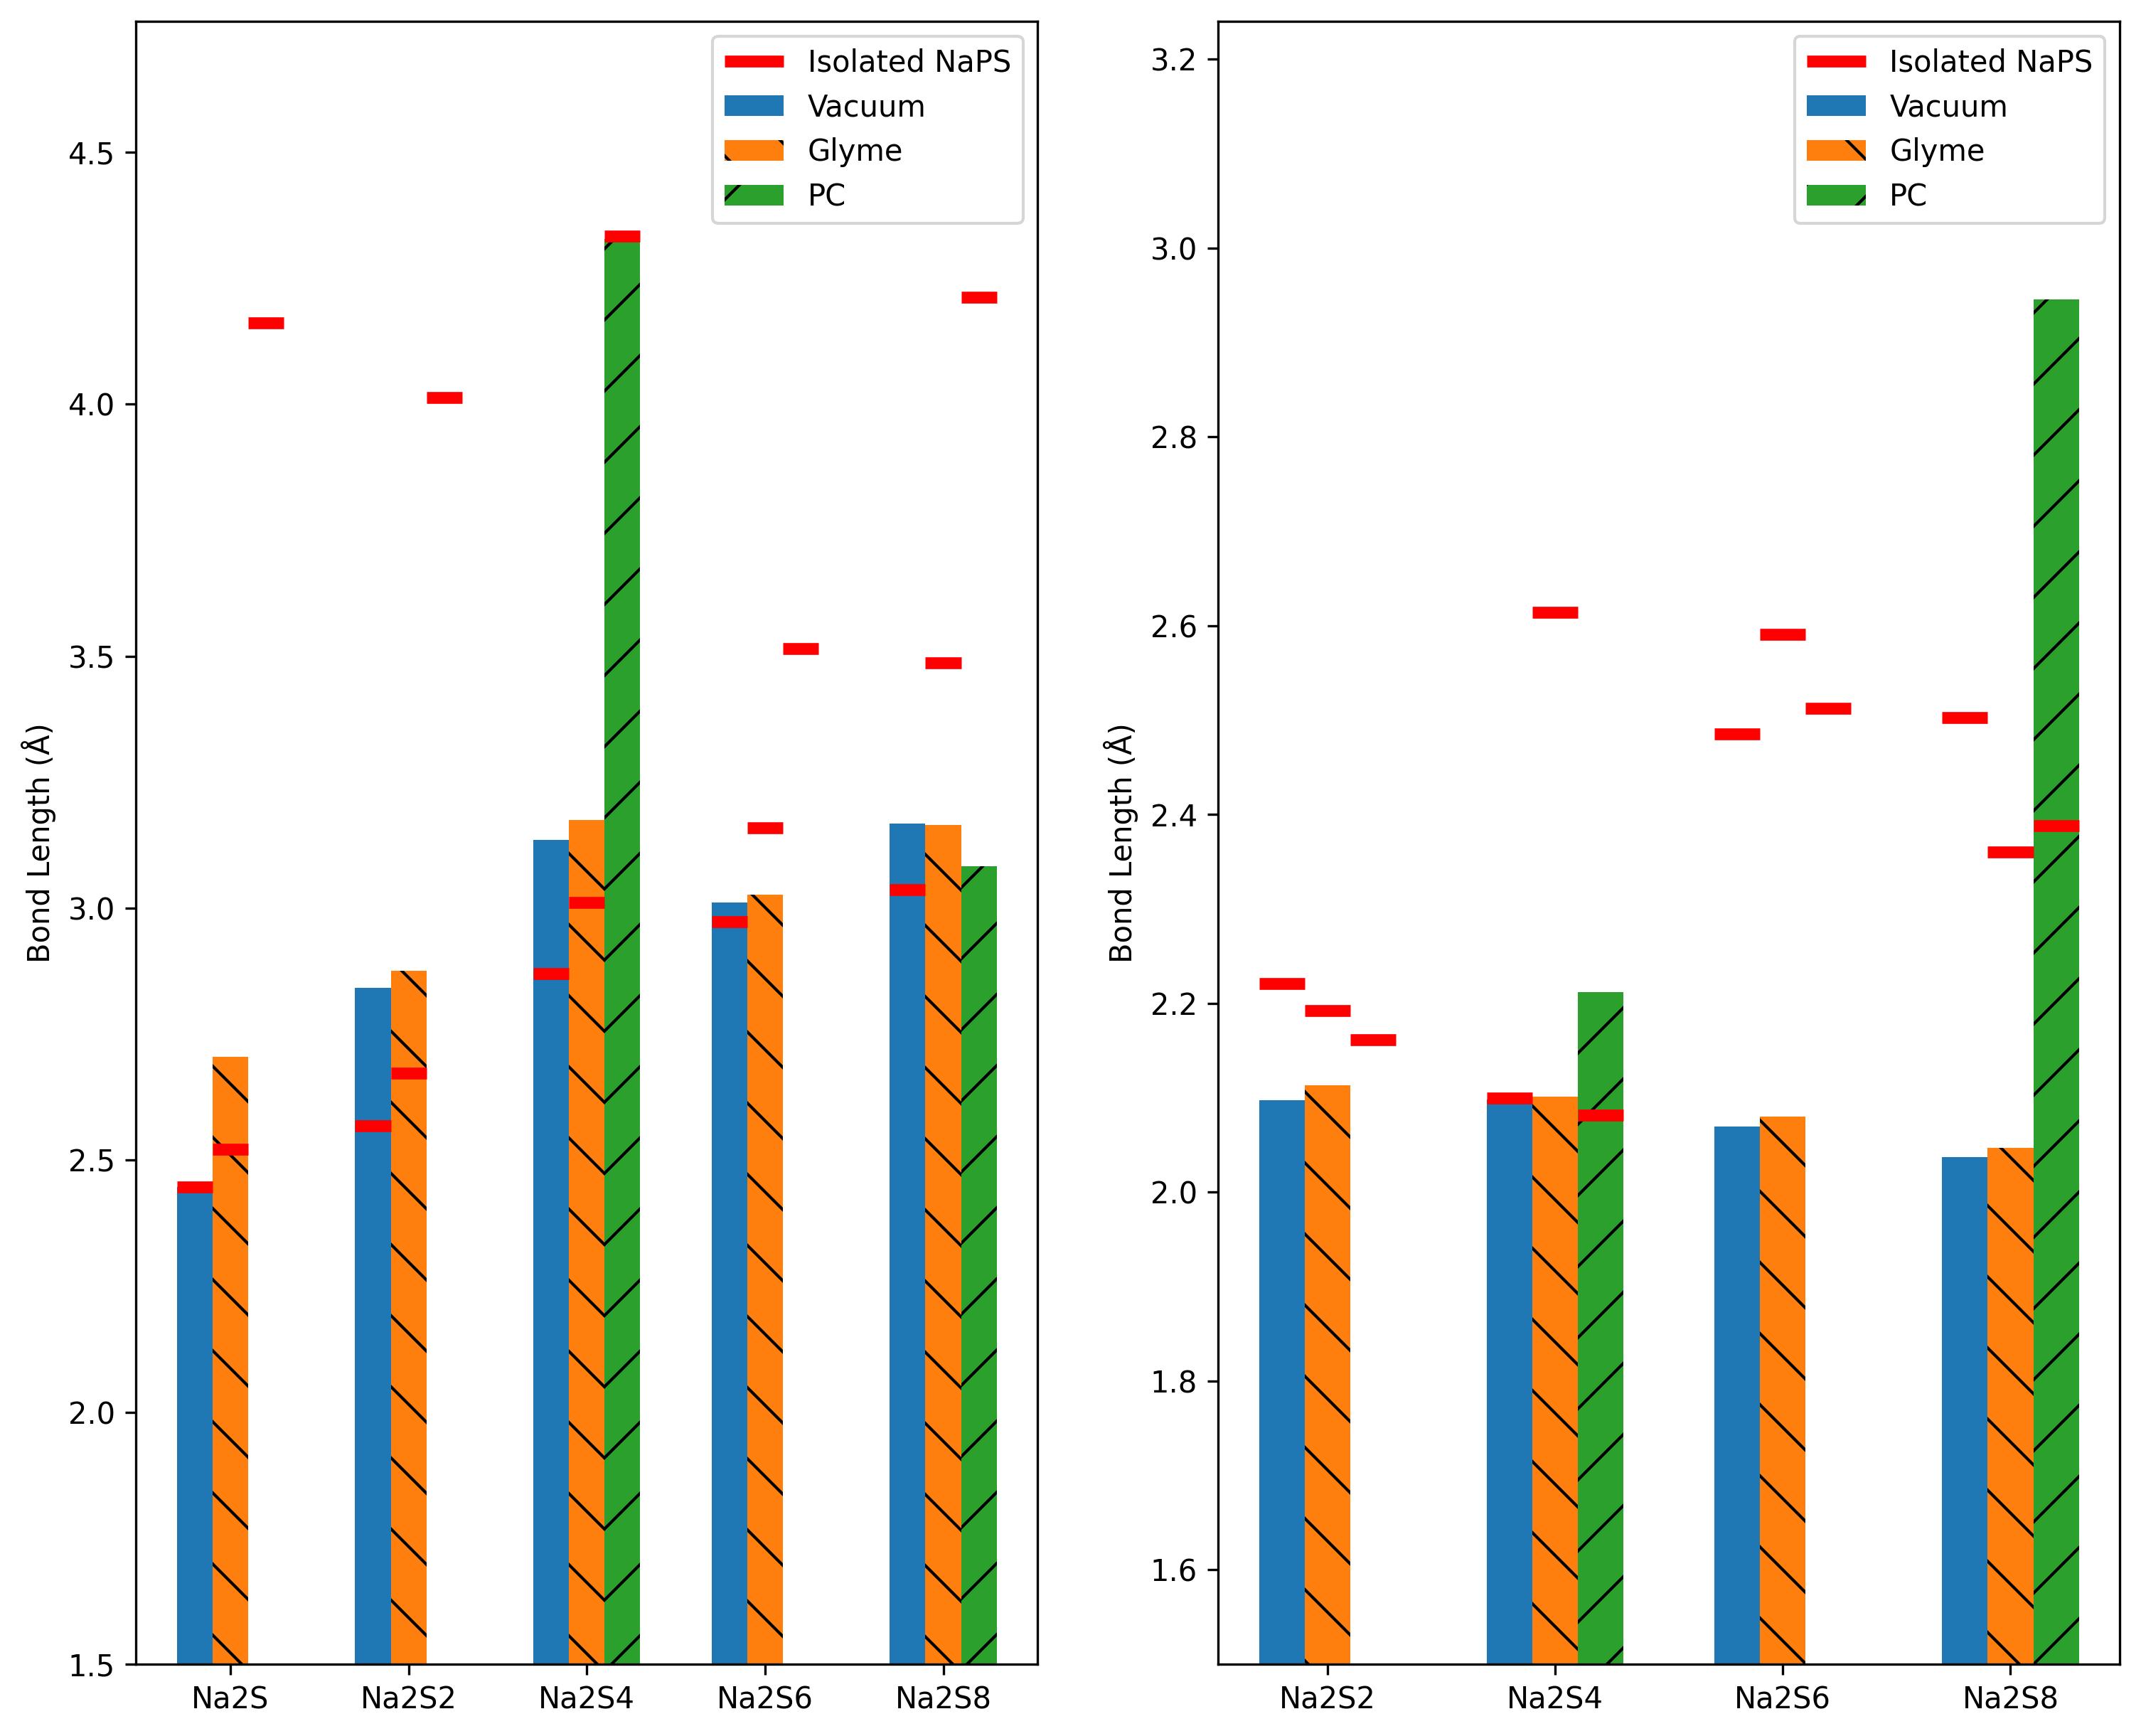 Isolated NaPS
Vacuum
Glyme
PC
4.5
4.0
3.5
3.0
2.5
2.0
1.5
Bond Length (Å)
Na2S Na2S2 Na2S4 Na2S6 Na2S8
Isolated NaPS
Vacuum
Glyme
PC
3.2
3.0
2.8
2.6
2.4
2.2
2.0
1.8
1.6
Bond Length (Å)
Na2S2 Na2S4 Na2S6 Na2S8